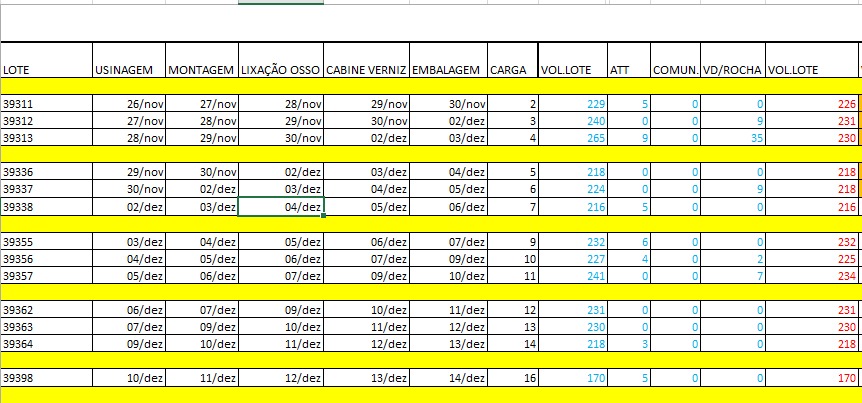 LOTE USINAGEM MONTAGEM LIXAÇÃO OSSO CABINE VERNIZ EMBALAGEM CARGA VOL.LOTE ATT COMUN. VD/ROCHA VOL.LOTE
39311 26/nov 27/nov 28/nov 29/nov 30/nov 2 229 5 0 0 226
39312 27/nov 28/nov 29/nov 30/nov 02/dez 3 240 0 0 9 231
39313 28/nov 29/nov 30/nov 02/dez 03/dez 4 265 9 0 35 230
39336 29/nov 30/nov 02/dez 03/dez 04/dez 5 218 0 0 0 218
39337 30/nov 02/dez 03/dez 04/dez 05/dez 6 224 0 0 9 218
39338 02/dez 03/dez 04/dez 05/dez 06/dez 7 216 5 0 0 216
39355 03/dez 04/dez 05/dez 06/dez 07/dez 9 232 6 0 0 232
39356 04/dez 05/dez 06/dez 07/dez 09/dez 10 227 4 0 2 225
39357 05/dez 06/dez 07/dez 09/dez 10/dez 11 241 0 0 7 234
39362 06/dez 07/dez 09/dez 10/dez 11/dez 12 231 0 0 0 231
39363 07/dez 09/dez 10/dez 11/dez 12/dez 13 230 0 0 0 230
39364 09/dez 10/dez 11/dez 12/dez 13/dez 14 218 3 0 0 218
39398 10/dez 11/dez 12/dez 13/dez 14/dez 16 170 5 0 0 170